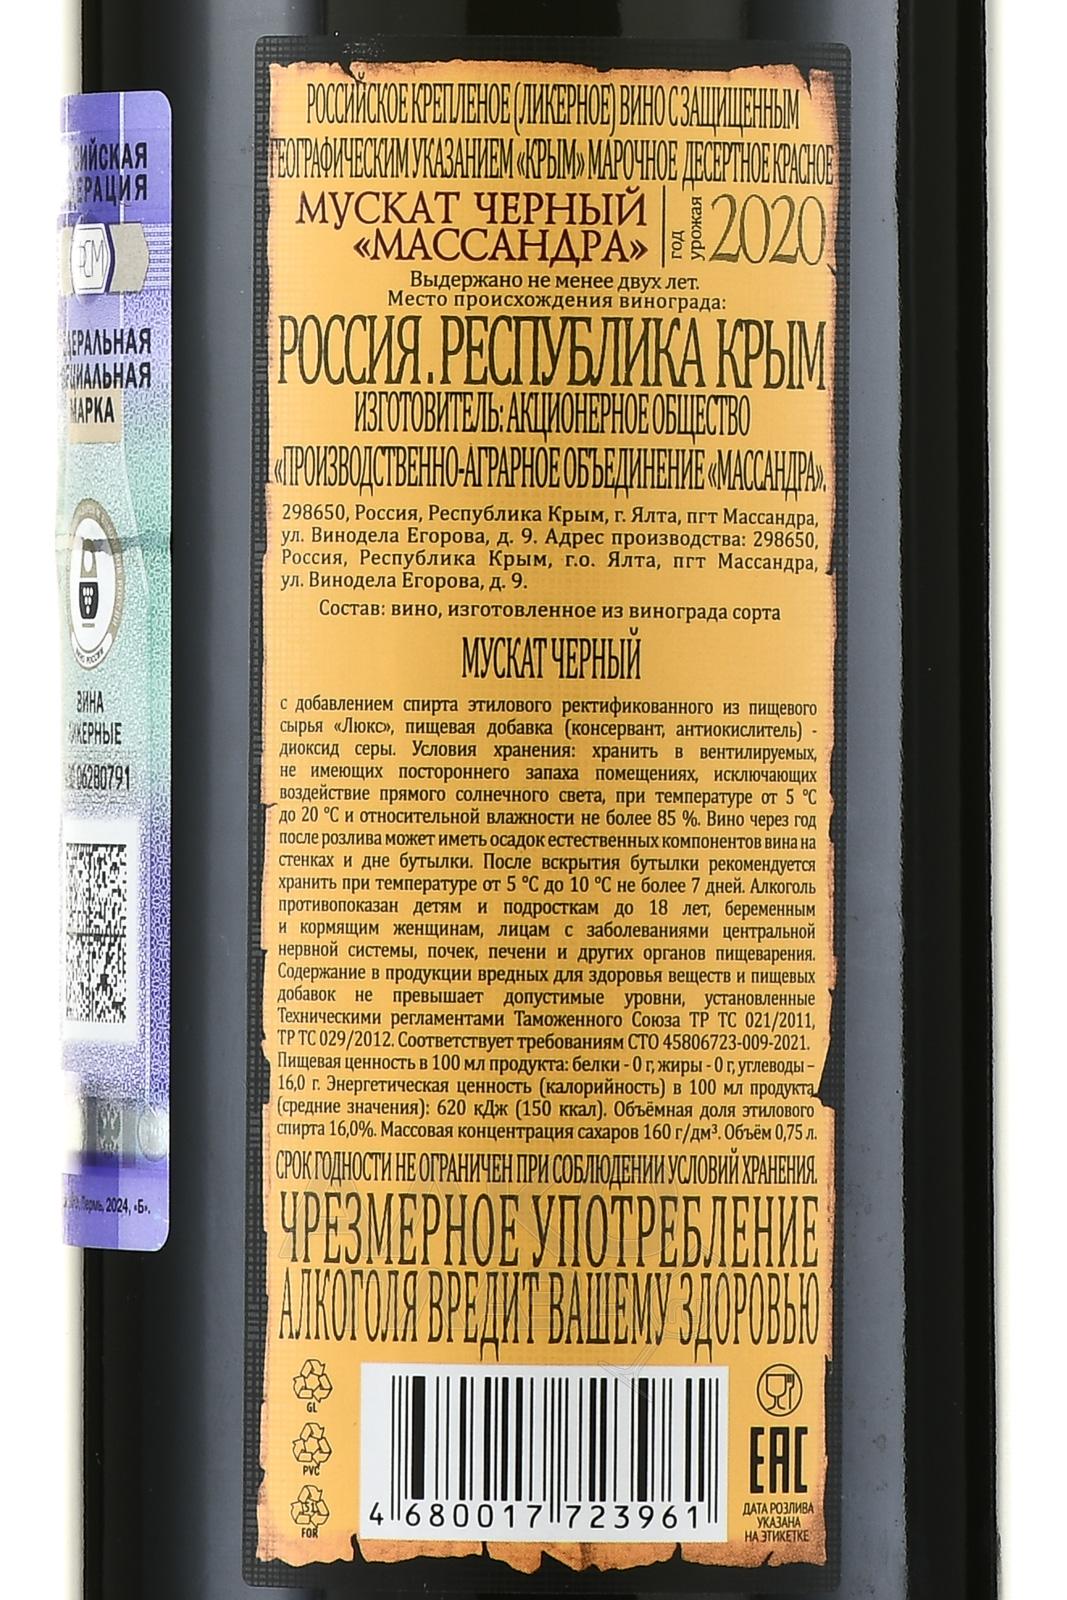 РОССИЙСКОЕ КРЕПЛЕНОЕ (ЛИКЕРНОЕ) ВИНО С ЗАЩИЩЕННЫМ
ГЕОГРАФИЧЕСКИМ УКАЗАНИЕМ «КРЫМ» МАРОЧНОЕ ДЕСЕРТНОЕ КРАСНОЕ
МУСКАТ ЧЕРНЫЙ
«МАССАНДРА»
год
урожая
2020
Выдержано не менее двух лет.
Место происхождения винограда:
РОССИЯ. РЕСПУБЛИКА КРЫМ
ИЗГОТОВИТЕЛЬ: АКЦИОНЕРНОЕ ОБЩЕСТВО
«ПРОИЗВОДСТВЕННО-АГРАРНОЕ ОБЪЕДИНЕНИЕ «МАССАНДРА».
298650, Россия, Республика Крым, г. Ялта, пгт Массандра,
ул. Винодела Егорова, д. 9. Адрес производства: 298650,
Россия, Республика Крым, г.о. Ялта, пгт Массандра,
ул. Винодела Егорова, д. 9.
Состав: вино, изготовленное из винограда сорта
МУСКАТ ЧЕРНЫЙ
с добавлением спирта этилового ректификованного из пищевого
сырья «Люкс», пищевая добавка (консервант, антиокислитель) -
диоксид серы. Условия хранения: хранить в вентилируемых,
не имеющих постороннего запаха помещениях, исключающих
воздействие прямого солнечного света, при температуре от 5 °С
до 20 °С и относительной влажности не более 85 %. Вино через год
после розлива может иметь осадок естественных компонентов вина на
стенках и дне бутылки. После вскрытия бутылки рекомендуется
хранить при температуре от 5 °С до 10 °С не более 7 дней. Алкоголь
противопоказан детям и подросткам до 18 лет, беременным
и кормящим женщинам, лицам с заболеваниями центральной
нервной системы, почек, печени и других органов пищеварения.
Содержание в продукции вредных для здоровья веществ и пищевых
добавок не превышает допустимые уровни, установленные
Техническими регламентами Таможенного Союза ТР ТС 021/2011,
ТР ТС 029/2012. Соответствует требованиям СТО 45806723-009-2021.
Пищевая ценность в 100 мл продукта: белки - 0 г, жиры - 0 г, углеводы –
16,0 г. Энергетическая ценность (калорийность) в 100 мл продукта
(средние значения): 620 кДж (150 ккал). Объёмная доля этилового
спирта 16,0%. Массовая концентрация сахаров 160 г/дм³. Объём 0,75 л.
СРОК ГОДНОСТИ НЕ ОГРАНИЧЕН ПРИ СОБЛЮДЕНИИ УСЛОВИЙ ХРАНЕНИЯ.
ЧРЕЗМЕРНОЕ УПОТРЕБЛЕНИЕ
АЛКОГОЛЯ ВРЕДИТ ВАШЕМУ ЗДОРОВЬЮ
GL
PVC
51
FOR
4 680017 723961
EAC
ДАТА РОЗЛИВА
УКАЗАНА
НА ЭТИКЕТКЕ
МАРКА
ВИНА
06280791
Пермь, 2024, «Б».